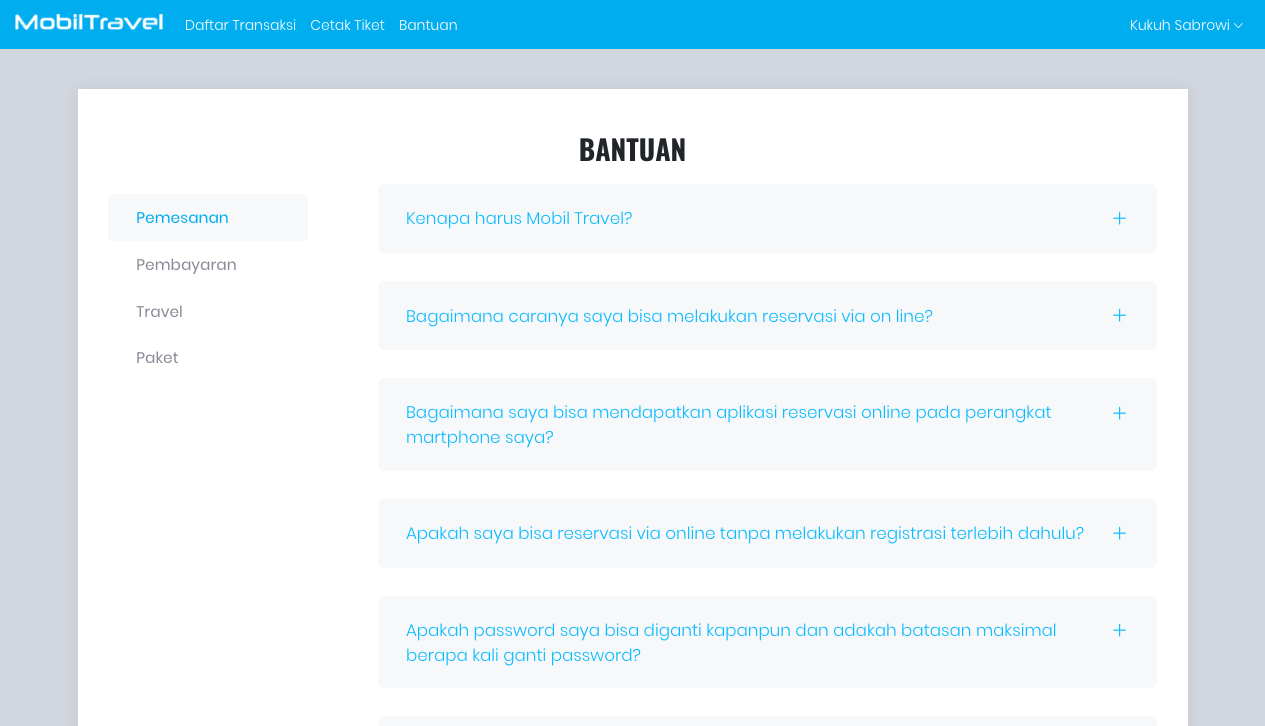 MobilTravel
Daftar Transaksi Cetak Tiket Bantuan
Kukuh Sabrowi
BANTUAN
Pemesanan
Pembayaran
Travel
Paket
Kenapa harus Mobil Travel?
Bagaimana caranya saya bisa melakukan reservasi via on line?
Bagaimana saya bisa mendapatkan aplikasi reservasi online pada perangkat
martphone saya?
Apakah saya bisa reservasi via online tanpa melakukan registrasi terlebih dahulu?
Apakah password saya bisa diganti kapanpun dan adakah batasan maksimal
berapa kali ganti password?